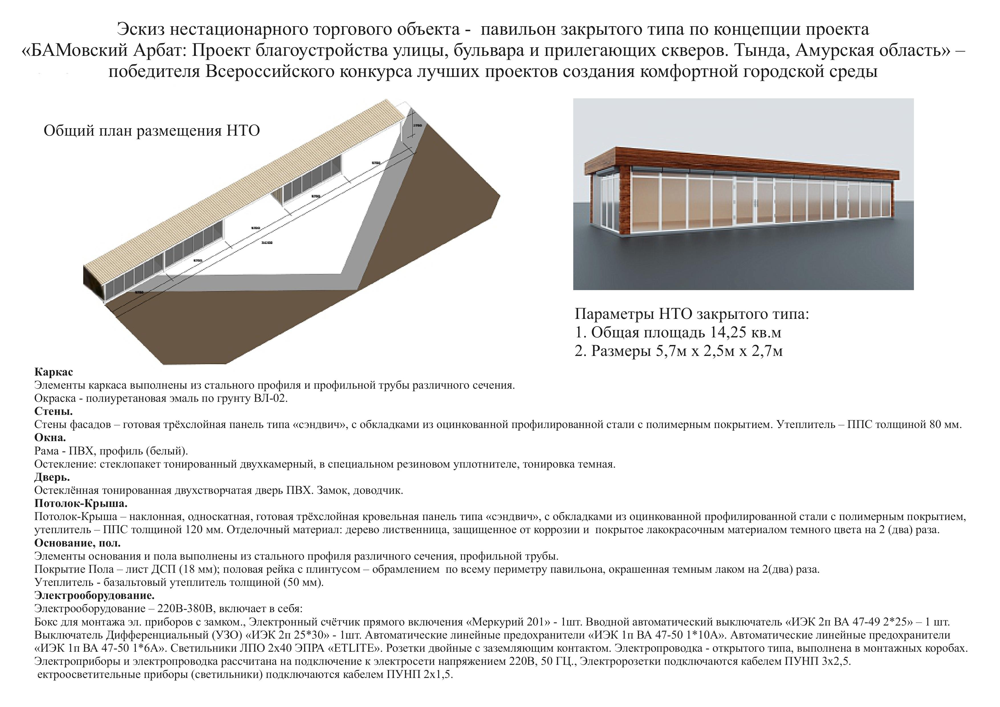 Эскиз нестационарного торгового объекта -  павильон закрытого типа по концепции проекта
«БАМовский Арбат: Проект благоустройства улицы, бульвара и прилегающих скверов. Тында, Амурская область» –
победителя Всероссийского конкурса лучших проектов создания комфортной городской среды
Общий план размещения НТО
2700
5700
5700
5700
34200
5700
5700
Параметры НТО закрытого типа:
1. Общая площадь 14,25 кв.м
2. Размеры 5,7м х 2,5м х 2,7м
Каркас
Элементы каркаса выполнены из стального профиля и профильной трубы различного сечения.
Окраска - полиуретановая эмаль по грунту ВЛ-02.
Стены.
Стены фасадов – готовая трёхслойная панель типа «сэндвич», с обкладками из оцинкованной профилированной стали с полимерным покрытием. Утеплитель – ППС толщиной 80 мм.
Окна.
Рама - ПВХ, профиль (белый).
Остекление: стеклопакет тонированный двухкамерный, в специальном резиновом уплотнителе, тонировка темная.
Дверь.
Остеклённая тонированная двухстворчатая дверь ПВХ. Замок, доводчик.
Потолок-Крыша.
Потолок-Крыша – наклонная, односкатная, готовая трёхслойная кровельная панель типа «сэндвич», с обкладками из оцинкованной профилированной стали с полимерным покрытием,
утеплитель – ППС толщиной 120 мм. Отделочный материал: дерево лиственница, защищенное от коррозии и  покрытое лакокрасочным материалом темного цвета на 2 (два) раза.
Основание, пол.
Элементы основания и пола выполнены из стального профиля различного сечения, профильной трубы.
Покрытие Пола – лист ДСП (18 мм); половая рейка с плинтусом – обрамлением  по всему периметру павильона, окрашенная темным лаком на 2(два) раза.
Утеплитель - базальтовый утеплитель толщиной (50 мм).
Электрооборудование.
Электрооборудование – 220В-380В, включает в себя:
Бокс для монтажа эл. приборов с замком., Электронный счётчик прямого включения «Меркурий 201» - 1шт. Вводной автоматический выключатель «ИЭК 2п ВА 47-49 2*25» – 1 шт.
Выключатель Дифференциальный (УЗО) «ИЭК 2п 25*30» - 1шт. Автоматические линейные предохранители «ИЭК 1п ВА 47-50 1*10А». Автоматические линейные предохранители
«ИЭК 1п ВА 47-50 1*6А». Светильники ЛПО 2х40 ЭПРА «ETLITE». Розетки двойные с заземляющим контактом. Электропроводка - открытого типа, выполнена в монтажных коробах.
Электроприборы и электропроводка рассчитана на подключение к электросети напряжением 220В, 50 ГЦ., Электророзетки подключаются кабелем ПУНП 3х2,5.
ектроосветительные приборы (светильники) подключаются кабелем ПУНП 2х1,5.